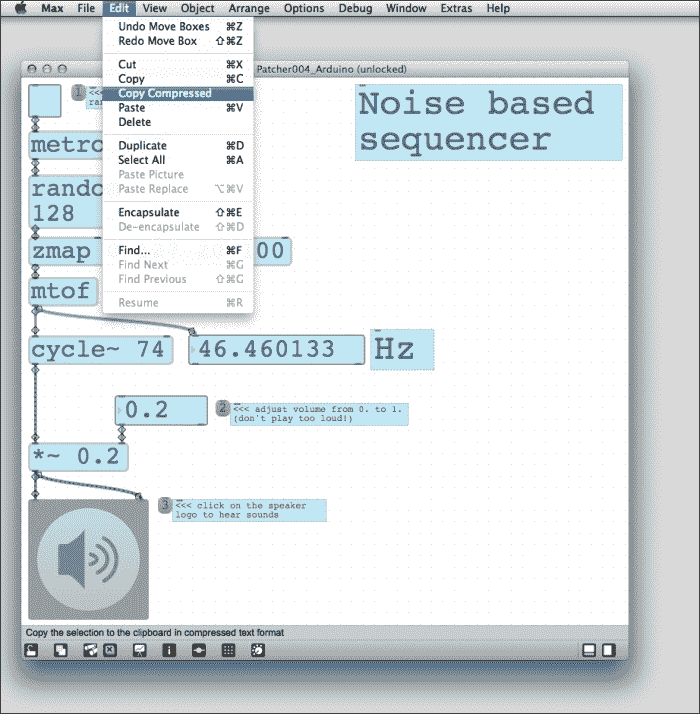 Max File Edit View Object Arrange Options Debug Window Extras Help
Undo Move Boxes ⌘Z
Redo Move Box ⇧⌘Z
Cut ⌘X
Copy ⌘C
Copy Compressed
Paste ⌘V
Delete
Duplicate ⌘D
Select All ⌘A
Paste Picture
Paste Replace ⌥⌘V
Encapsulate ⇧⌘E
De-encapsulate ⇧⌘D
Find... ⌘F
Find Next ⌘G
Find Previous ⇧⌘G
Resume ⌘R
Patcher004_Arduino (unlocked)
1 <<<
ra
Noise based
sequencer
metro
rando
128
zmap 00
mtof
cycle~ 74 46.460133 Hz
0.2 2 <<< adjust volume from 0. to 1.
(don't play too loud!)
*~ 0.2
3 <<< click on the speaker
logo to hear sounds
Copy the selection to the clipboard in compressed text format